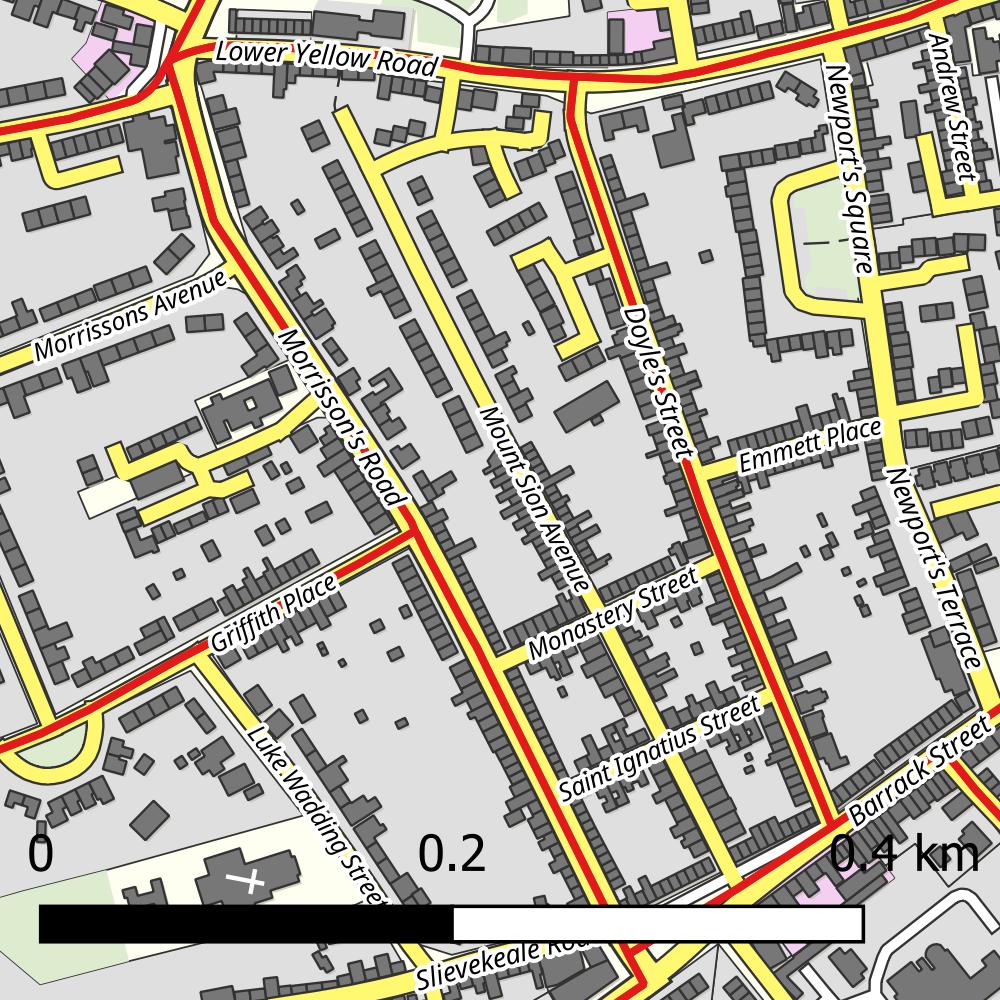 Lower Yellow Road
Andrew Street
Newport's Square
Morrissons Avenue
Morrisson's Road
Doyle's Street
Mount Sion Avenue
Emmett Place
Newport's Terrace
Griffith Place
Monastery Street
Saint Ignatius Street
Luke Wadding Street
Barrack Street
0 0.2 0.4 km
Slievekeale Road